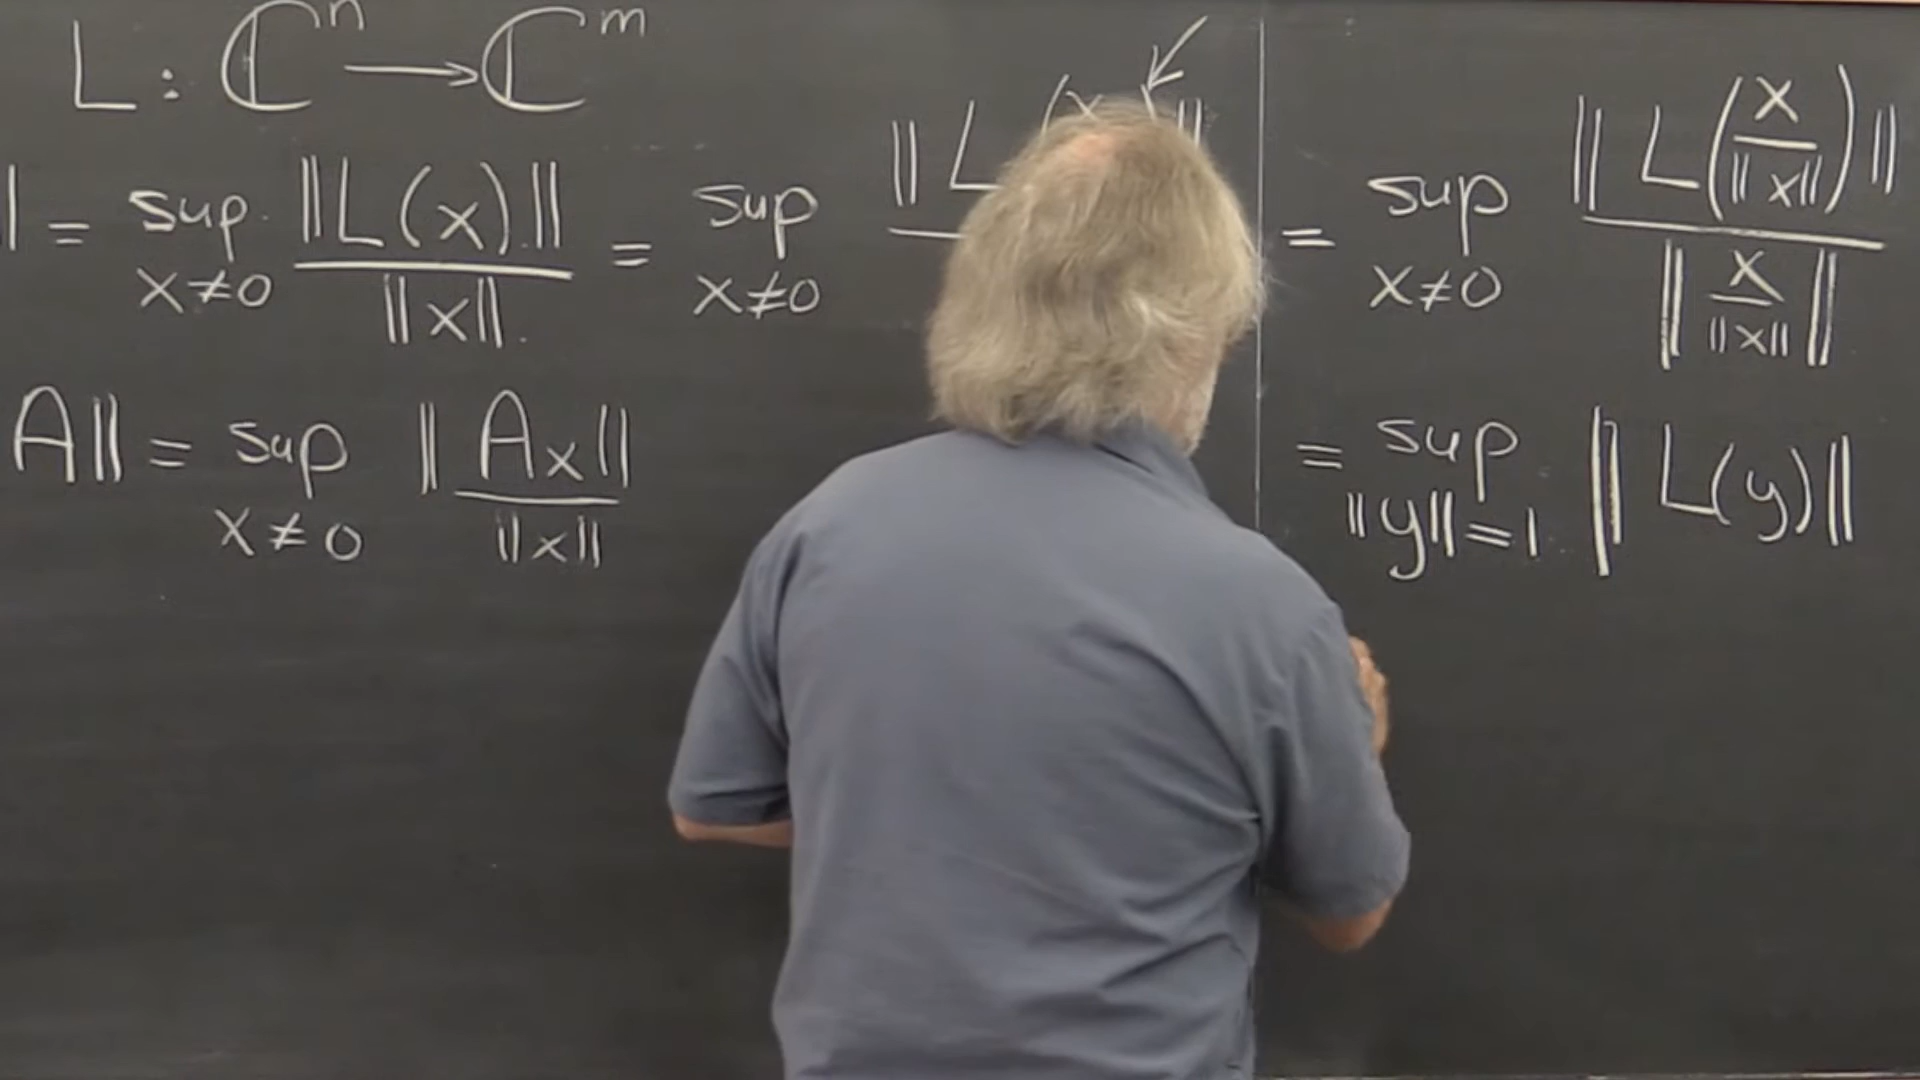 L : ℂⁿ → ℂᵐ
‖ = sup x≠0 ‖L(x)‖ / ‖x‖ = sup x≠0 ‖L(x ‖
= sup x≠0 ‖L(x/‖x‖)‖ / ‖x/‖x‖‖
A‖ = sup x≠0 ‖Ax‖ / ‖x‖
= sup ‖y‖=1 ‖L(y)‖